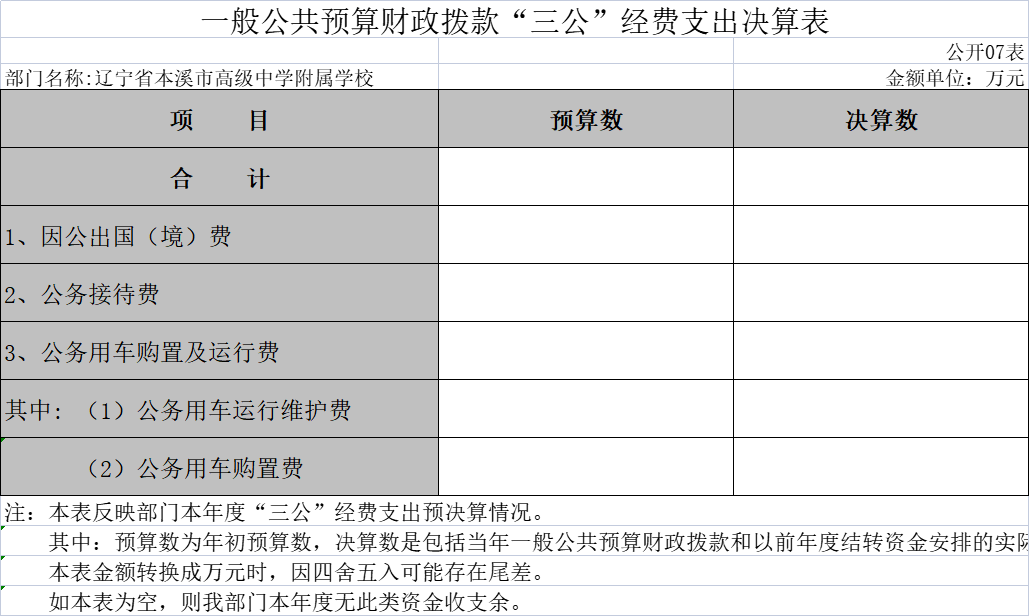 一般公共预算财政拨款“三公”经费支出决算表
公开07表
部门名称:辽宁省本溪市高级中学附属学校 金额单位：万元
项 目 预算数 决算数
合 计
1、因公出国（境）费
2、公务接待费
3、公务用车购置及运行费
其中：（1）公务用车运行维护费
（2）公务用车购置费
注：本表反映部门本年度“三公”经费支出预决算情况。
其中：预算数为年初预算数，决算数是包括当年一般公共预算财政拨款和以前年度结转资金安排的实际
本表金额转换成万元时，因四舍五入可能存在尾差。
如本表为空，则我部门本年度无此类资金收支余。